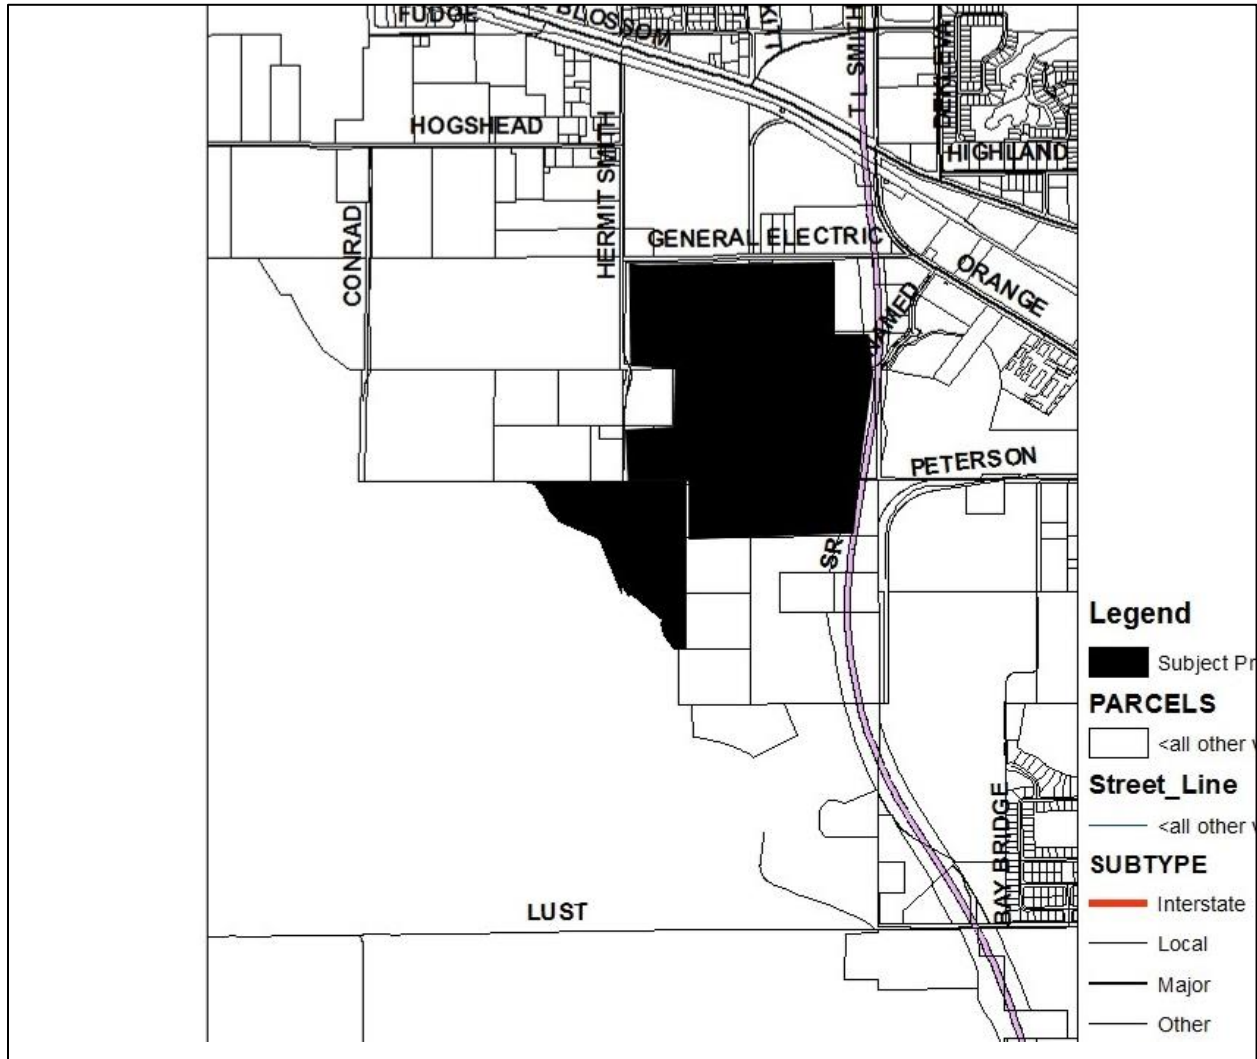 FUDGE
BLOSSOM
T L SMITH
HOGSHEAD
HIGHLAND
HERMIT SMITH
CONRAD
GENERAL ELECTRIC
ORANGE
NAMED
PETERSON
SR
Legend
Subject Pr
PARCELS
<all other v
Street_Line
<all other v
BAY BRIDGE
SUBTYPE
Interstate
LUST
Local
Major
Other